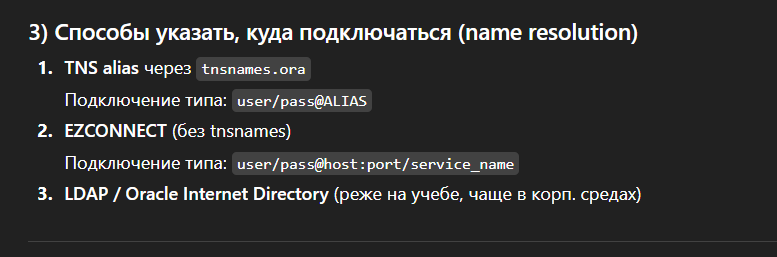 3) Способы указать, куда подключаться (name resolution)
1. TNS alias через tnsnames.ora
Подключение типа: user/pass@ALIAS
2. EZCONNECT (без tnsnames)
Подключение типа: user/pass@host:port/service_name
3. LDAP / Oracle Internet Directory (реже на учебе, чаще в корп. средах)